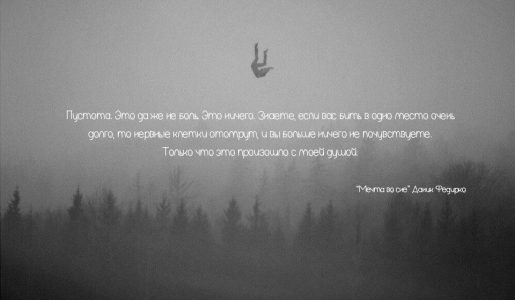 Пустота. Это даже не боль. Это ничего. Знаете, если вас бить в одно место очень
долго, то нервные клетки отомрут, и вы больше ничего не почувствуете.
Только что это произошло с моей душой.
"Мечта во сне" Даник Федирко